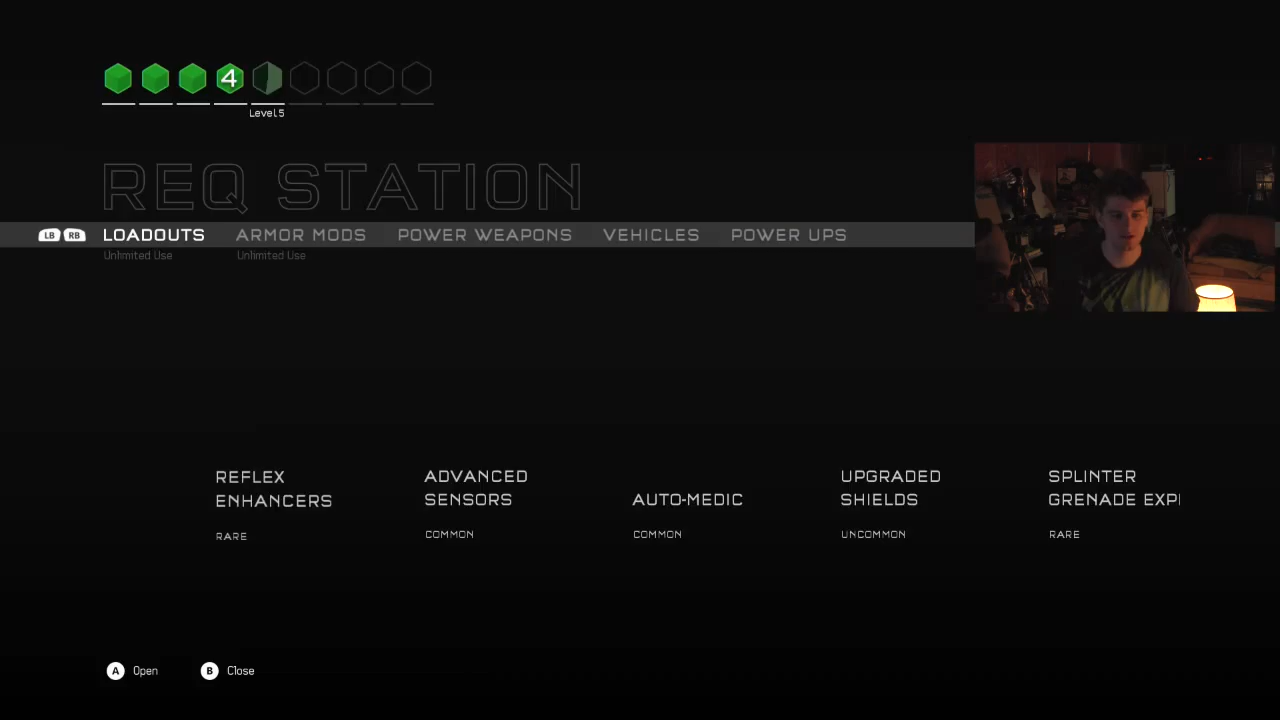 4
Level 5
REQ STATION
LB RB LOADOUTS ARMOR MODS POWER WEAPONS VEHICLES POWER UPS
Unlimited Use Unlimited Use
REFLEX ENHANCERS
RARE
ADVANCED SENSORS
COMMON
AUTO-MEDIC
COMMON
UPGRADED SHIELDS
UNCOMMON
SPLINTER
GRENADE EXP
RARE
A Open B Close